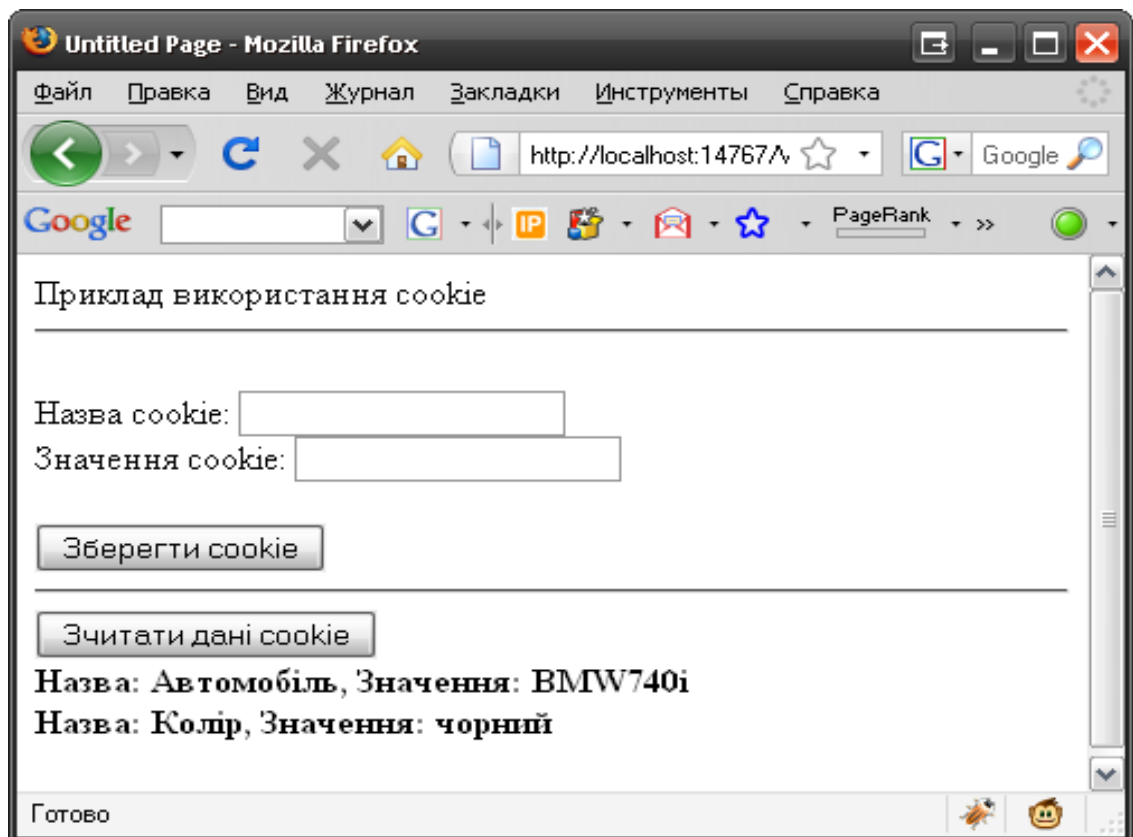 Untitled Page - Mozilla Firefox
Файл Правка Вид Журнал Закладки Инструменты Справка
http://localhost:14767/ G Google
Google G IP PageRank »
Приклад використання cookie
Назва cookie:
Значення cookie:
Зберегти cookie
Зчитати дані cookie
Назва: Автомобіль, Значення: BMW740i
Назва: Колір, Значення: чорний
Готово